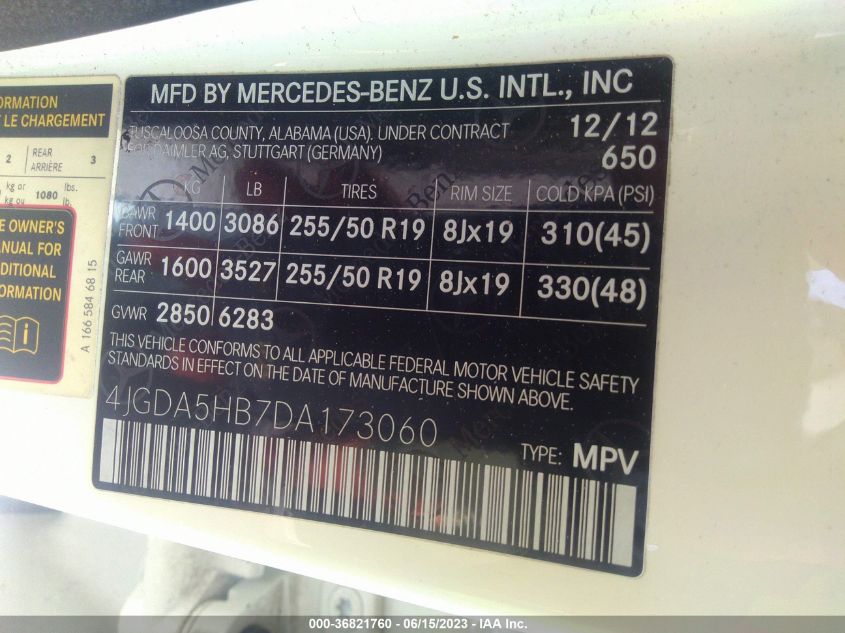 ORMATION
LE CHARGEMENT
2 REAR ARRIÈRE 3
kg or kg ou 1080 lbs.
E OWNER'S
ANUAL FOR
DDITIONAL
FORMATION
A 166 584 68 15
MFD BY MERCEDES-BENZ U.S. INTL., INC
TUSCALOOSA COUNTY, ALABAMA (USA). UNDER CONTRACT 12/12
FOR DAIMLER AG, STUTTGART (GERMANY) 650
KG LB TIRES RIM SIZE COLD KPA (PSI)
GAWR FRONT 1400 3086 255/50 R19 8Jx19 310(45)
GAWR REAR 1600 3527 255/50 R19 8Jx19 330(48)
GVWR 2850 6283
THIS VEHICLE CONFORMS TO ALL APPLICABLE FEDERAL MOTOR VEHICLE SAFETY
STANDARDS IN EFFECT ON THE DATE OF MANUFACTURE SHOWN ABOVE.
4JGDA5HB7DA173060
TYPE: MPV
000-36821760 - 06/15/2023 - IAA Inc.